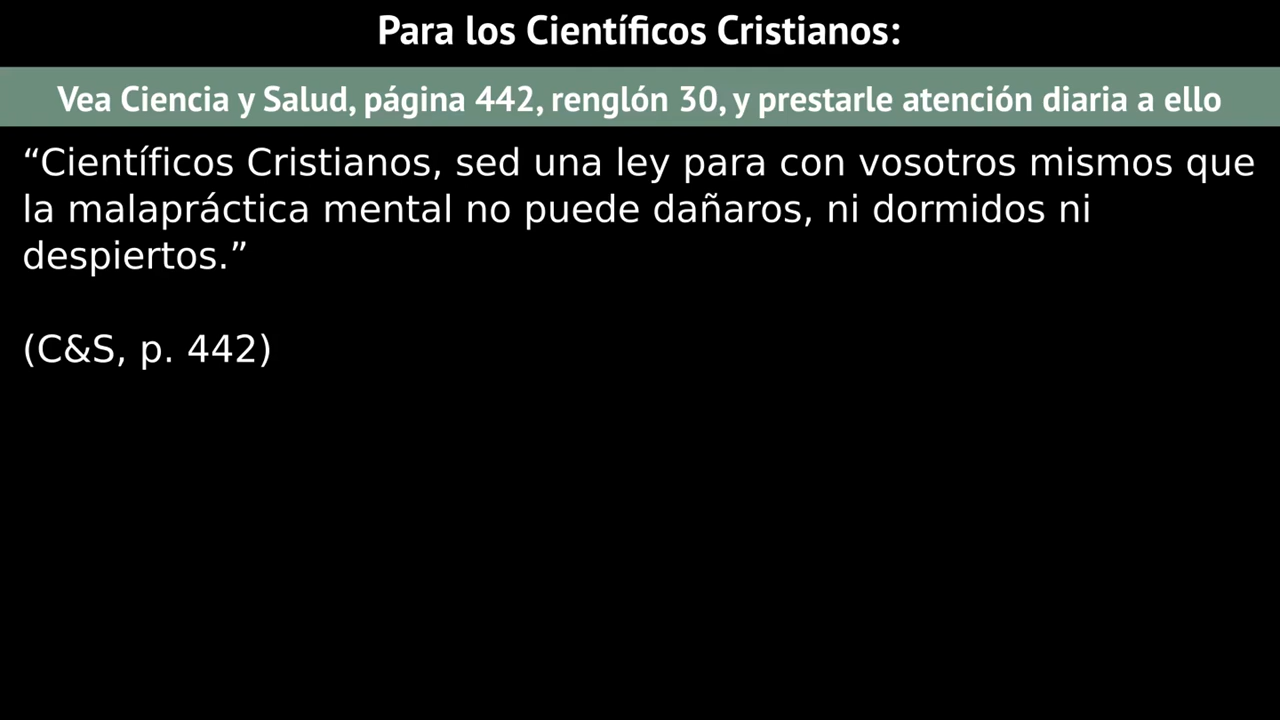 Para los Científicos Cristianos:
Vea Ciencia y Salud, página 442, renglón 30, y prestarle atención diaria a ello
“Científicos Cristianos, sed una ley para con vosotros mismos que
la malapráctica mental no puede dañaros, ni dormidos ni
despiertos.”
(C&S, p. 442)